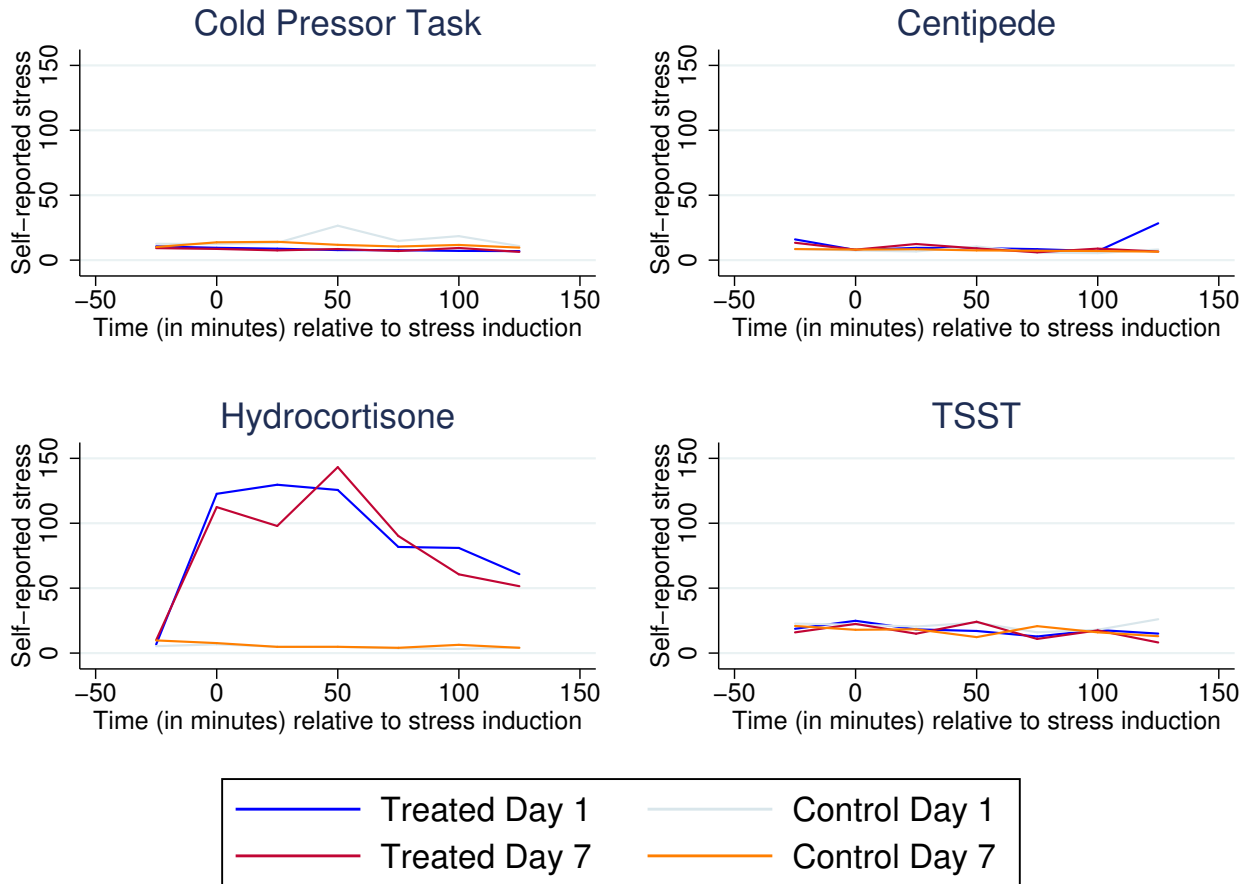 Cold Pressor Task
Self-reported stress
150
100
50
0
−50 0 50 100 150
Time (in minutes) relative to stress induction
Centipede
Self-reported stress
150
100
50
0
−50 0 50 100 150
Time (in minutes) relative to stress induction
Hydrocortisone
Self-reported stress
150
100
50
0
−50 0 50 100 150
Time (in minutes) relative to stress induction
TSST
Self-reported stress
150
100
50
0
−50 0 50 100 150
Time (in minutes) relative to stress induction
Treated Day 1 Control Day 1
Treated Day 7 Control Day 7